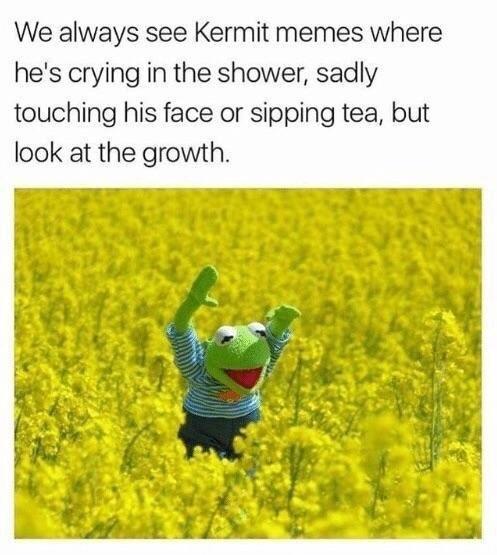 We always see Kermit memes where
he's crying in the shower, sadly
touching his face or sipping tea, but
look at the growth.